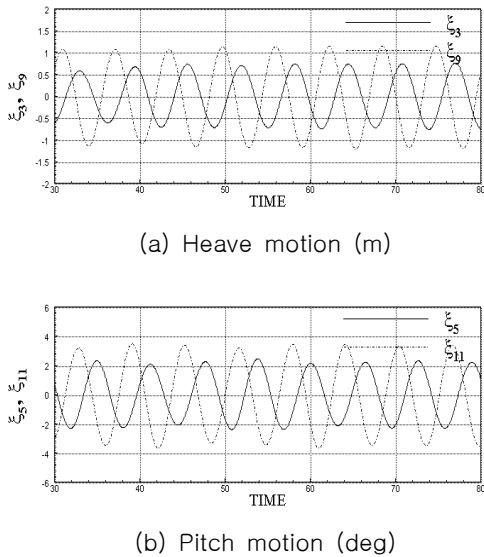 2
1.5
1
0.5
0
-0.5
-1
-1.5
-2
ξ3, ξ9
ξ3
ξ9
30 40 50 60 70 80
TIME
(a) Heave motion (m)
6
4
2
0
-2
-4
-6
ξ5, ξ11
ξ5
ξ11
30 40 50 60 70 80
TIME
(b) Pitch motion (deg)